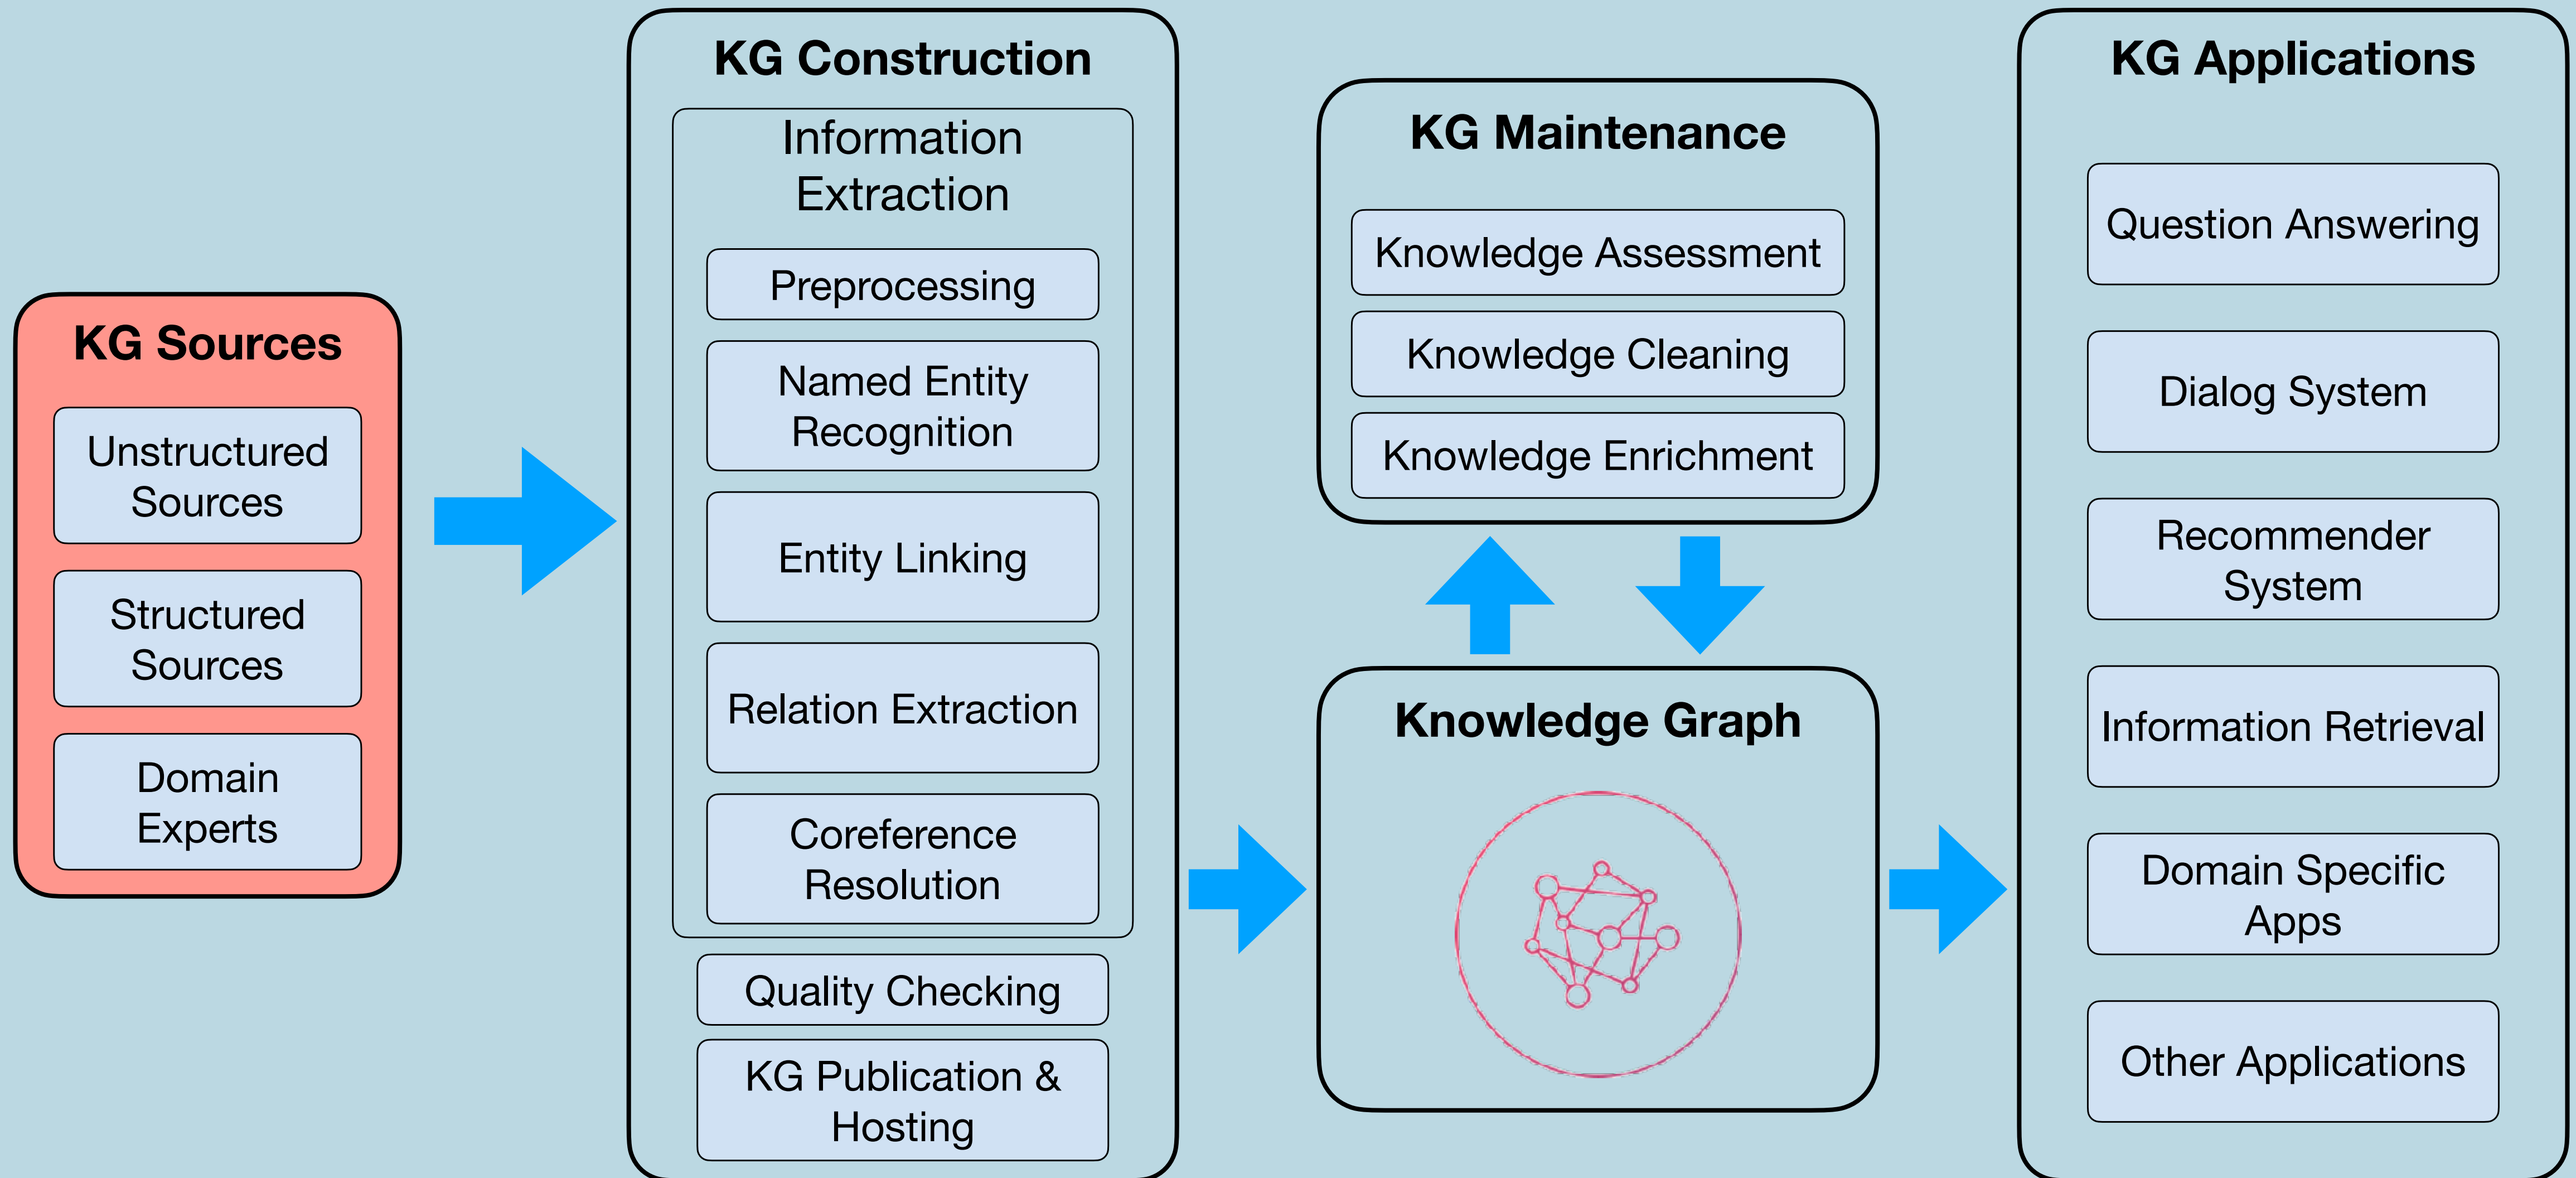 KG Sources
Unstructured
Sources
Structured
Sources
Domain
Experts
KG Construction
Information
Extraction
Preprocessing
Named Entity
Recognition
Entity Linking
Relation Extraction
Coreference
Resolution
Quality Checking
KG Publication &
Hosting
KG Maintenance
Knowledge Assessment
Knowledge Cleaning
Knowledge Enrichment
Knowledge Graph
KG Applications
Question Answering
Dialog System
Recommender
System
Information Retrieval
Domain Specific
Apps
Other Applications